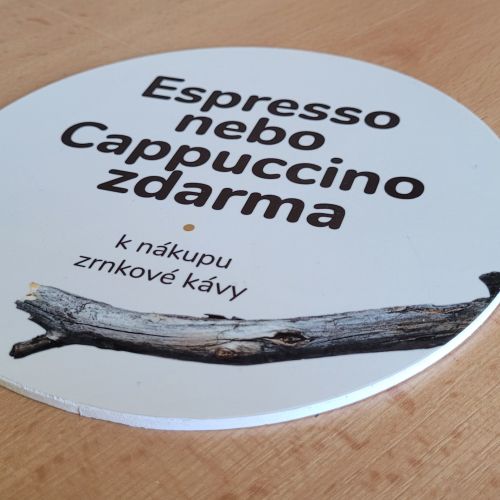 Espresso
nebo
Cappuccino
zdarma
k nákupu
zrnkové kávy